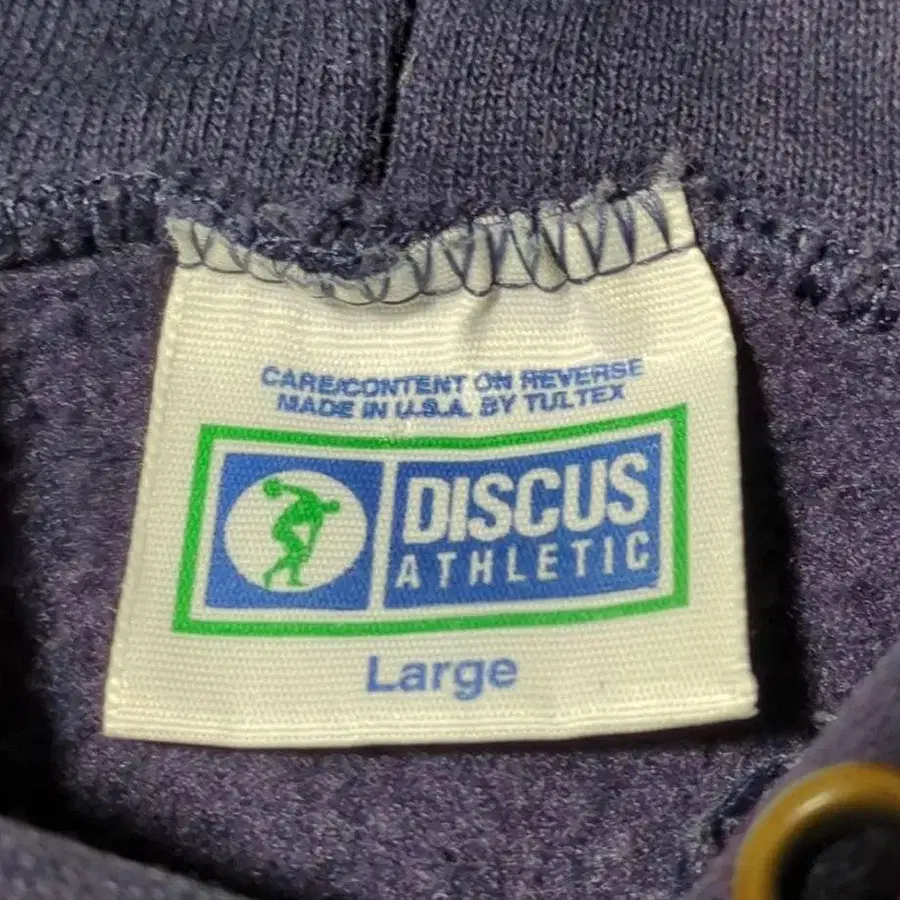 CARE/CONTENT ON REVERSE
MADE IN U.S.A. BY TULTEX
DISCUS
ATHLETIC
Large